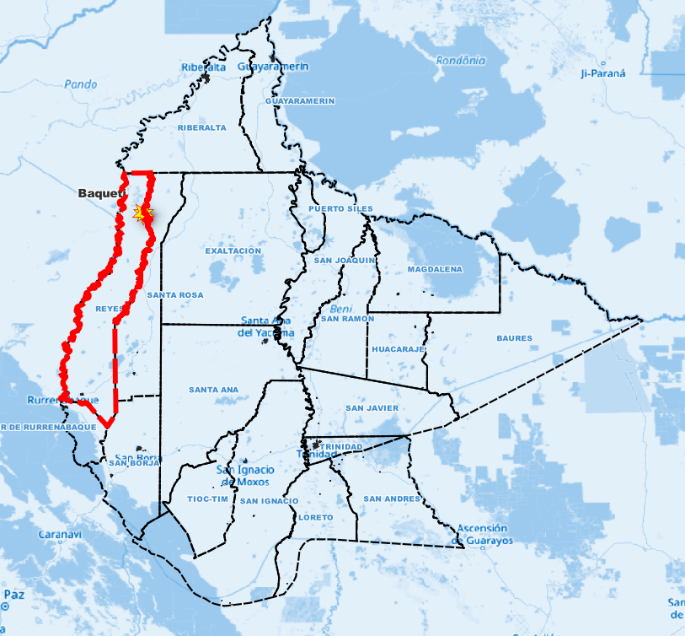 Rondônia
Riberalta
Guayaramerín
Ji-Paraná
Pando
GUAYARAMERIN
RIBERALTA
Baqueti
PUERTO SILES
EXALTACIÓN
SAN JOAQUIN
MAGDALENA
SANTA ROSA
REYES
Beni
SAN RAMON
Santa Ana
del Yacuma
BAURES
HUACARAJE
SANTA ANA
Rurrenabaque
SAN JAVIER
R DE RURRENABAQUE
TRINIDAD
Trinidad
San Borja
SAN BORJA
San Ignacio
de Moxos
TIOC-TIM
SAN IGNACIO
SAN ANDRES
LORETO
Caranavi
Ascensión
de Guarayos
Paz
San
de
a